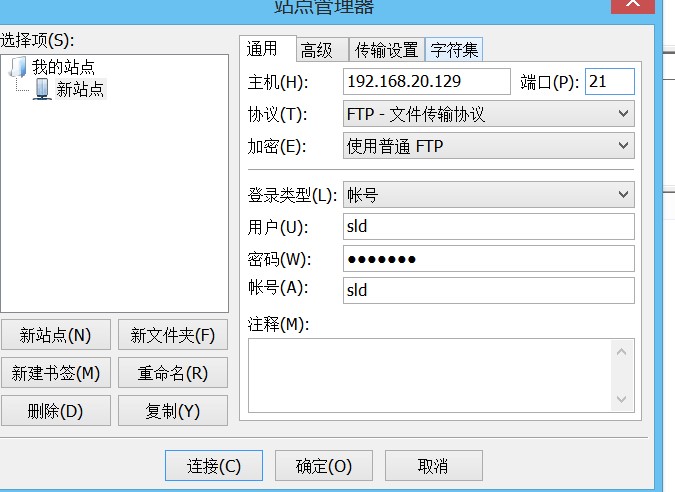 站点管理器
选择项(S):
我的站点
新站点
新站点(N) 新文件夹(F)
新建书签(M) 重命名(R)
删除(D) 复制(Y)
通用 高级 传输设置 字符集
主机(H): 192.168.20.129 端口(P): 21
协议(T): FTP - 文件传输协议
加密(E): 使用普通 FTP
登录类型(L): 帐号
用户(U): sld
密码(W): ●●●●●●●
帐号(A): sld
注释(M):
连接(C) 确定(O) 取消